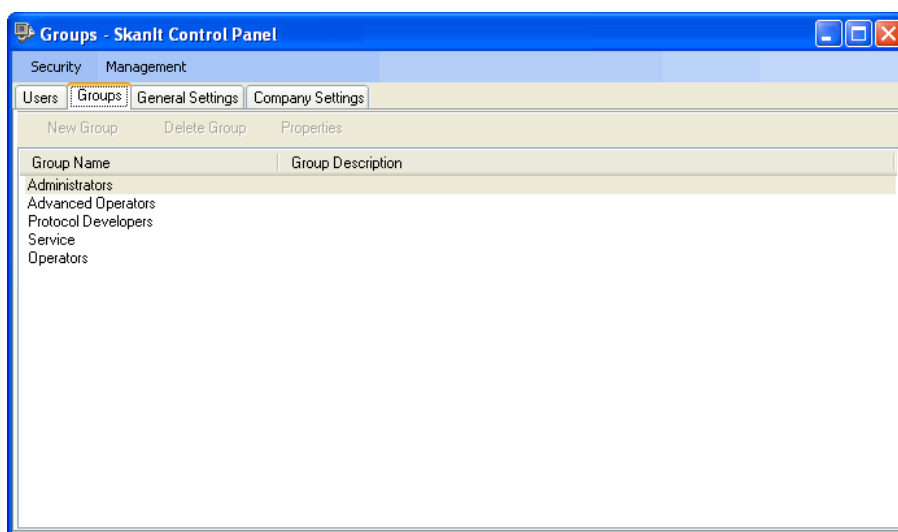 Groups - SkanIt Control Panel
Security Management
Users Groups General Settings Company Settings
New Group Delete Group Properties
Group Name Group Description
Administrators
Advanced Operators
Protocol Developers
Service
Operators